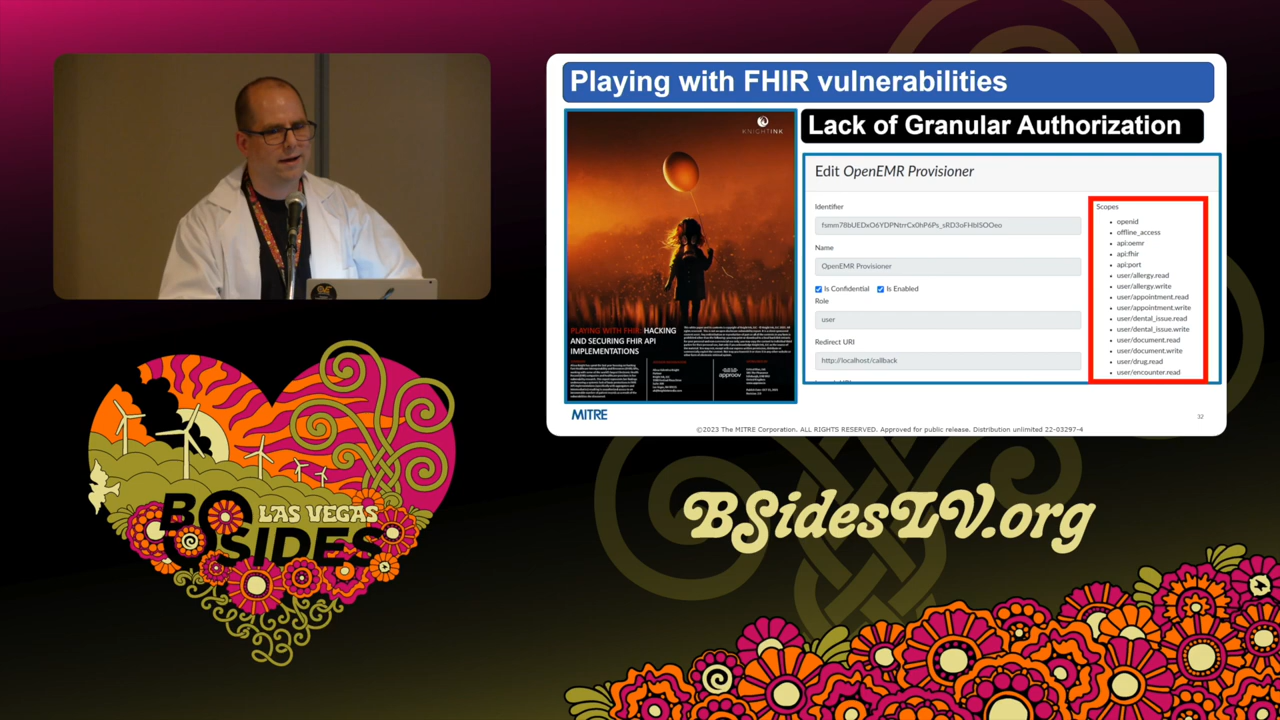 Playing with FHIR vulnerabilities
KNIGHTINK
PLAYING WITH FHIR: HACKING
AND SECURING FHIR API
IMPLEMENTATIONS
approov
Lack of Granular Authorization
Edit OpenEMR Provisioner
Identifier
Name
OpenEMR Provisioner
Is Confidential Is Enabled
Role
user
Redirect URI
http://localhost/callback
Scopes
openid
offline_access
api:oemr
api:fhir
api:port
user/allergy.read
user/allergy.write
user/appointment.read
user/appointment.write
user/dental_issue.read
user/dental_issue.write
user/document.read
user/document.write
user/drug.read
user/encounter.read
MITRE
32
©2023 The MITRE Corporation. ALL RIGHTS RESERVED. Approved for public release. Distribution unlimited 22-03297-4
BSIDES
LAS VEGAS
23
BSidesLV.org